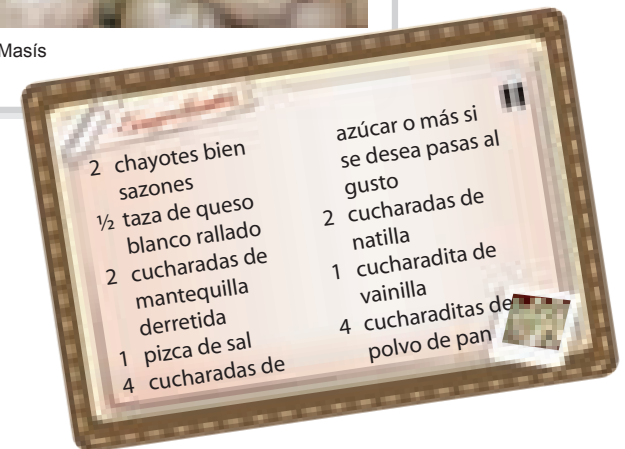 Masís
2 chayotes bien
sazones
½ taza de queso
blanco rallado
2 cucharadas de
mantequilla
derretida
1 pizca de sal
4 cucharadas de
azúcar o más si
se desea pasas al
gusto
2 cucharadas de
natilla
1 cucharadita de
vainilla
4 cucharaditas de
polvo de pan